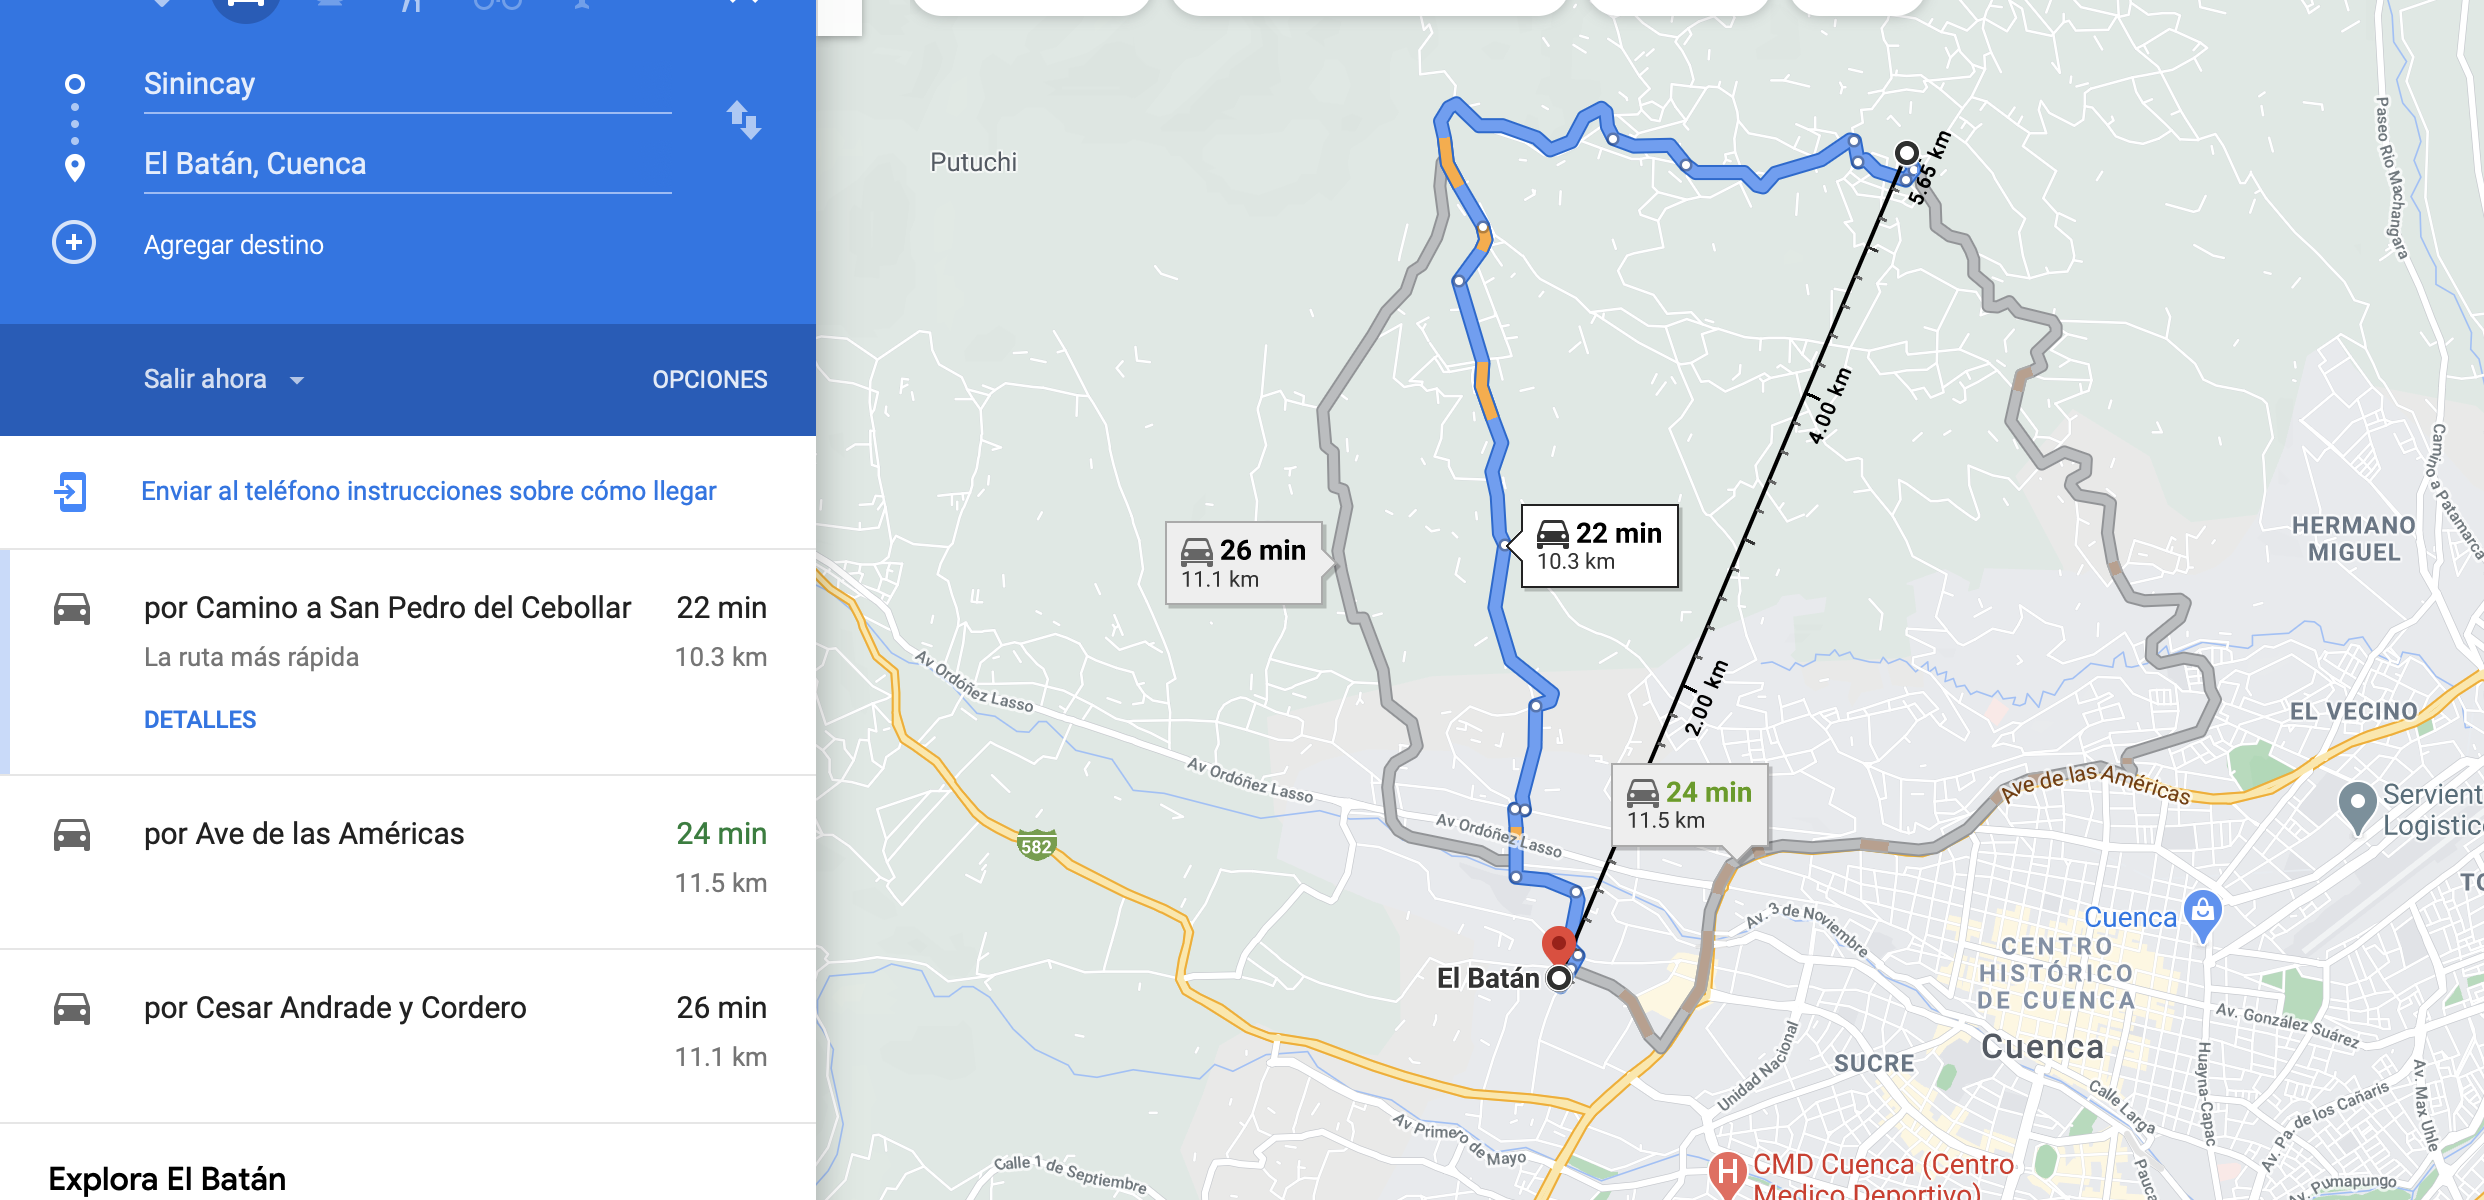 Sinincay
El Batán, Cuenca
Agregar destino
Salir ahora
OPCIONES
Enviar al teléfono instrucciones sobre cómo llegar
por Camino a San Pedro del Cebollar
22 min
La ruta más rápida
10.3 km
DETALLES
por Ave de las Américas
24 min
11.5 km
por Cesar Andrade y Cordero
26 min
11.1 km
Explora El Batán
Putuchi
5.65 km
Paseo Rio Machangara
4.00 km
Camino a Patamarca
HERMANO
MIGUEL
26 min
11.1 km
22 min
10.3 km
Av Ordóñez Lasso
2.00 km
EL VECINO
Av Ordóñez Lasso
24 min
11.5 km
Ave de las Américas
Servient
Logistic
582
Av Ordóñez Lasso
Av. 3 de Noviembre
Cuenca
CENTRO
HISTÓRICO
DE CUENCA
El Batán
Av. González Suárez
Cuenca
SUCRE
Unidad Nacional
Huayna-Capac
Calle Larga
Av. Max Uhle
Av. Pa. de los Cañaris
Av Primero de Mayo
Calle 1 de Septiembre
CMD Cuenca (Centro
Medico Deportivo)
Av. Pumapungo